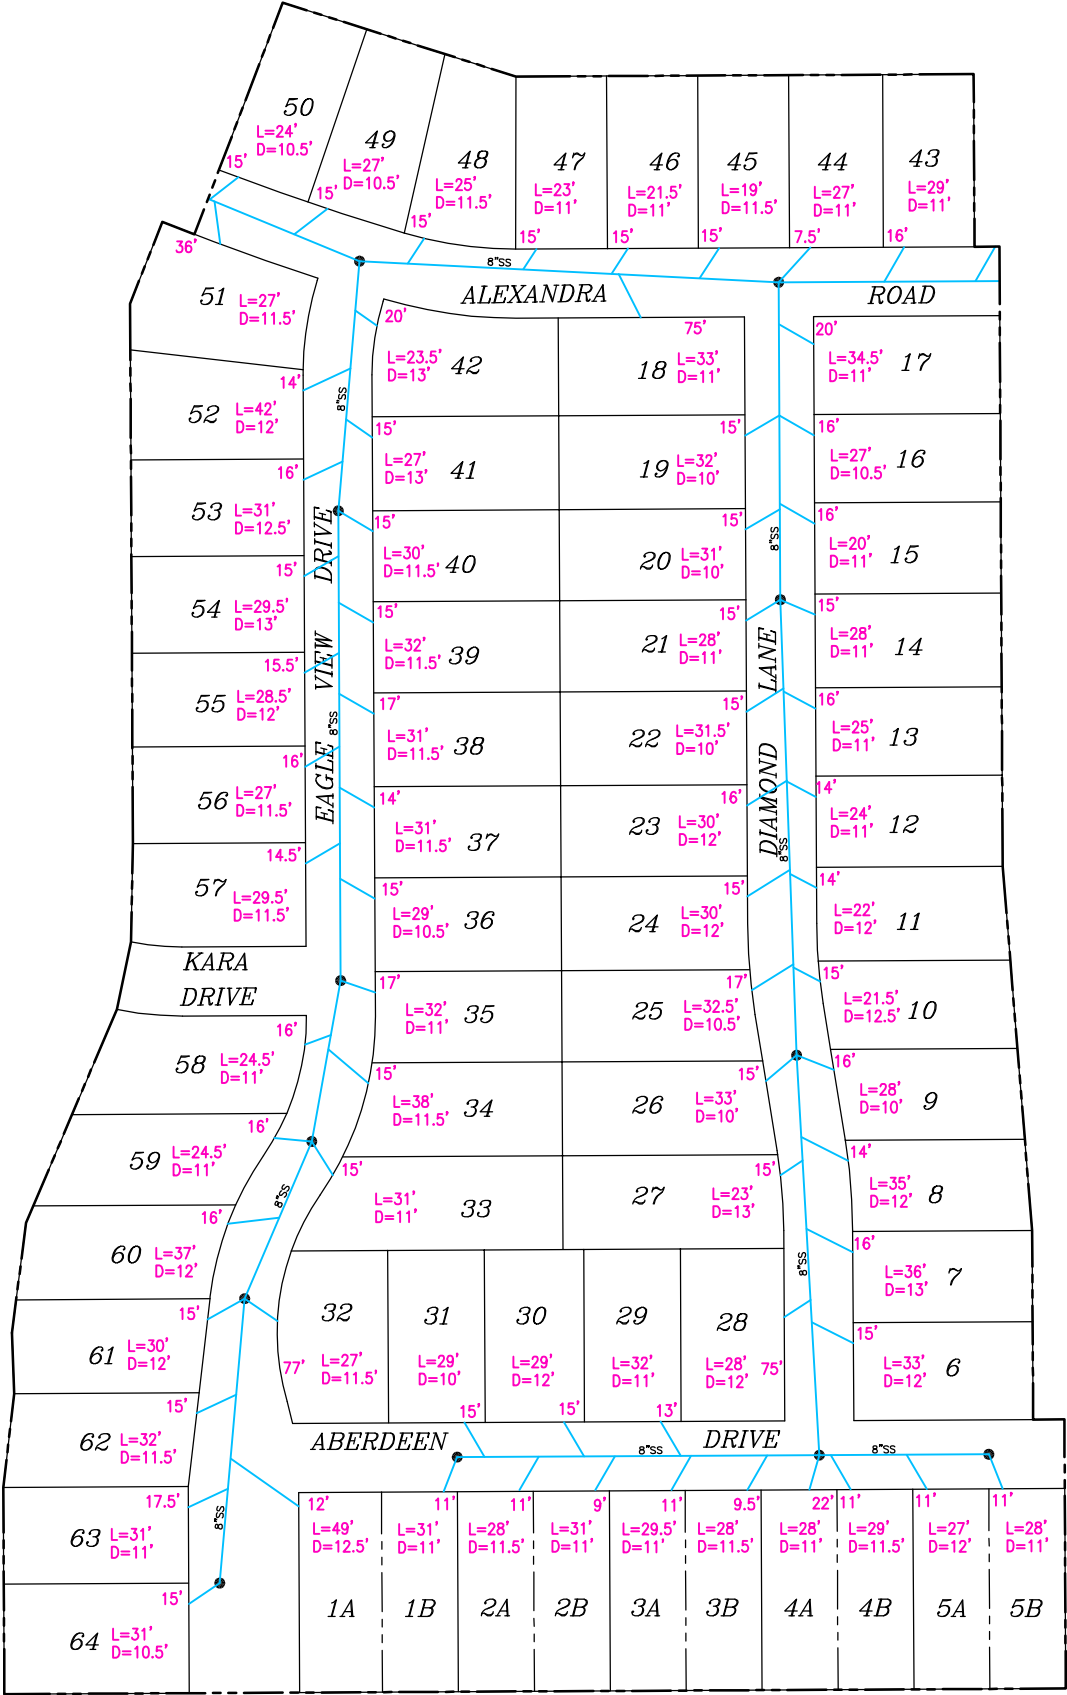 50
L=24'
D=10.5'
15'
49
L=27'
D=10.5'
15'
48
L=25'
D=11.5'
15'
47
L=23'
D=11'
15'
46
L=21.5'
D=11'
15'
45
L=19'
D=11.5'
15'
44
L=27'
D=11'
7.5'
43
L=29'
D=11'
16'
8"SS
ALEXANDRA ROAD
36'
51
L=27'
D=11.5'
14'
52
L=42'
D=12'
16'
53
L=31'
D=12.5'
15'
54
L=29.5'
D=13'
15.5'
55
L=28.5'
D=12'
16'
56
L=27'
D=11.5'
14.5'
57
L=29.5'
D=11.5'
KARA
DRIVE
16'
58
L=24.5'
D=11'
16'
59
L=24.5'
D=11'
16'
60
L=37'
D=12'
15'
61
L=30'
D=12'
15'
62
L=32'
D=11.5'
17.5'
63
L=31'
D=11'
15'
64
L=31'
D=10.5'
8"SS
EAGLE VIEW DRIVE
8"SS
8"SS
8"SS
20'
L=23.5'
D=13'
42
15'
L=27'
D=13'
41
15'
L=30'
D=11.5'
40
15'
L=32'
D=11.5'
39
17'
L=31'
D=11.5'
38
14'
L=31'
D=11.5'
37
15'
L=29'
D=10.5'
36
17'
L=32'
D=11'
35
15'
L=38'
D=11.5'
34
15'
L=31'
D=11'
33
75'
18
L=33'
D=11'
15'
19
L=32'
D=10'
15'
20
L=31'
D=10'
15'
21
L=28'
D=11'
15'
22
L=31.5'
D=10'
16'
23
L=30'
D=12'
15'
24
L=30'
D=12'
17'
25
L=32.5'
D=10.5'
15'
26
L=33'
D=10'
15'
27
L=23'
D=13'
8"SS
DIAMOND LANE
8"SS
8"SS
20'
L=34.5'
D=11'
17
16'
L=27'
D=10.5'
16
16'
L=20'
D=11'
15
15'
L=28'
D=11'
14
16'
L=25'
D=11'
13
14'
L=24'
D=11'
12
14'
L=22'
D=12'
11
15'
L=21.5'
D=12.5'
10
16'
L=28'
D=10'
9
14'
L=35'
D=12'
8
16'
L=36'
D=13'
7
15'
L=33'
D=12'
6
32
77'
L=27'
D=11.5'
31
L=29'
D=10'
15'
30
L=29'
D=12'
15'
29
L=32'
D=11'
13'
28
L=28'
D=12'
75'
ABERDEEN DRIVE
8"SS
8"SS
12'
L=49'
D=12.5'
1A
11'
L=31'
D=11'
1B
11'
L=28'
D=11.5'
2A
9'
L=31'
D=11'
2B
11'
L=29.5'
D=11'
3A
9.5'
L=28'
D=11.5'
3B
22'
L=28'
D=11'
4A
11'
L=29'
D=11.5'
4B
11'
L=27'
D=12'
5A
11'
L=28'
D=11'
5B